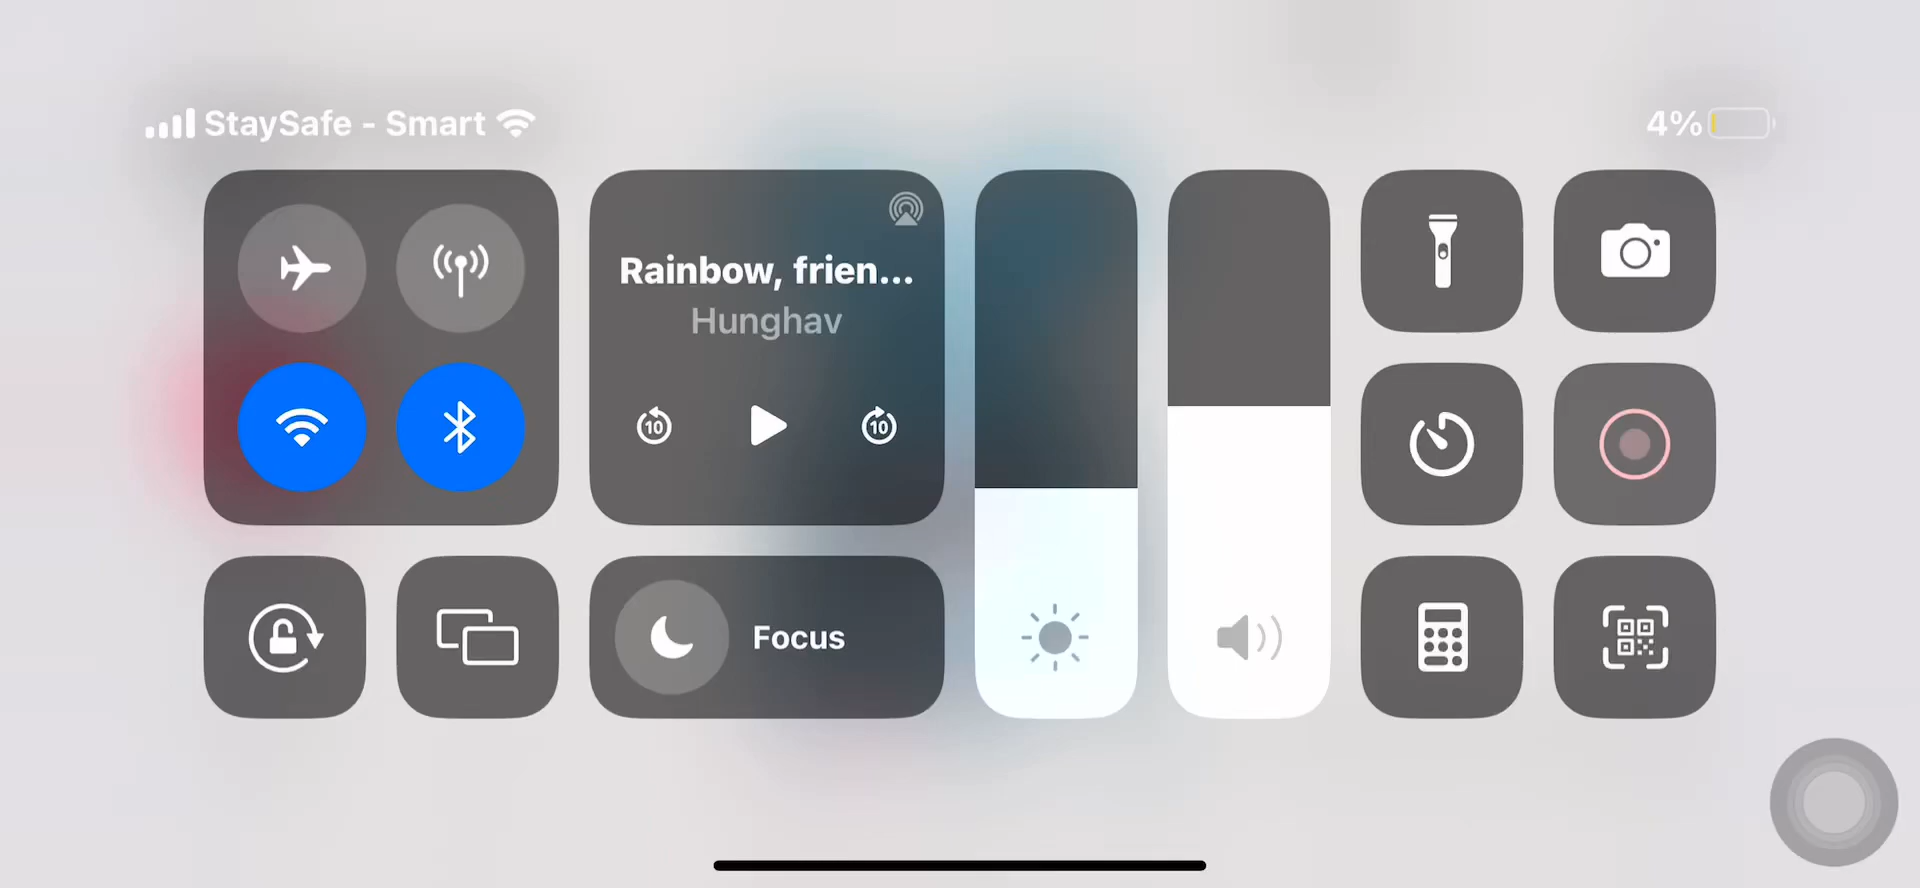 StaySafe - Smart
4%
Rainbow, frien...
Hunghav
10
10
Focus